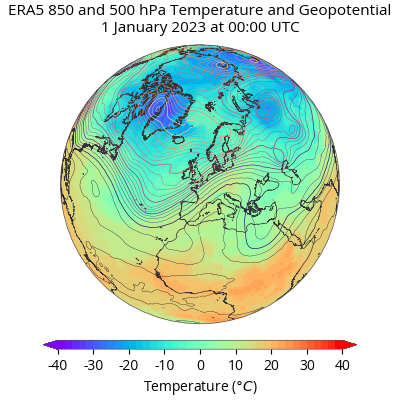 ERA5 850 and 500 hPa Temperature and Geopotential
1 January 2023 at 00:00 UTC
-40 -30 -20 -10 0 10 20 30 40
Temperature (°C)